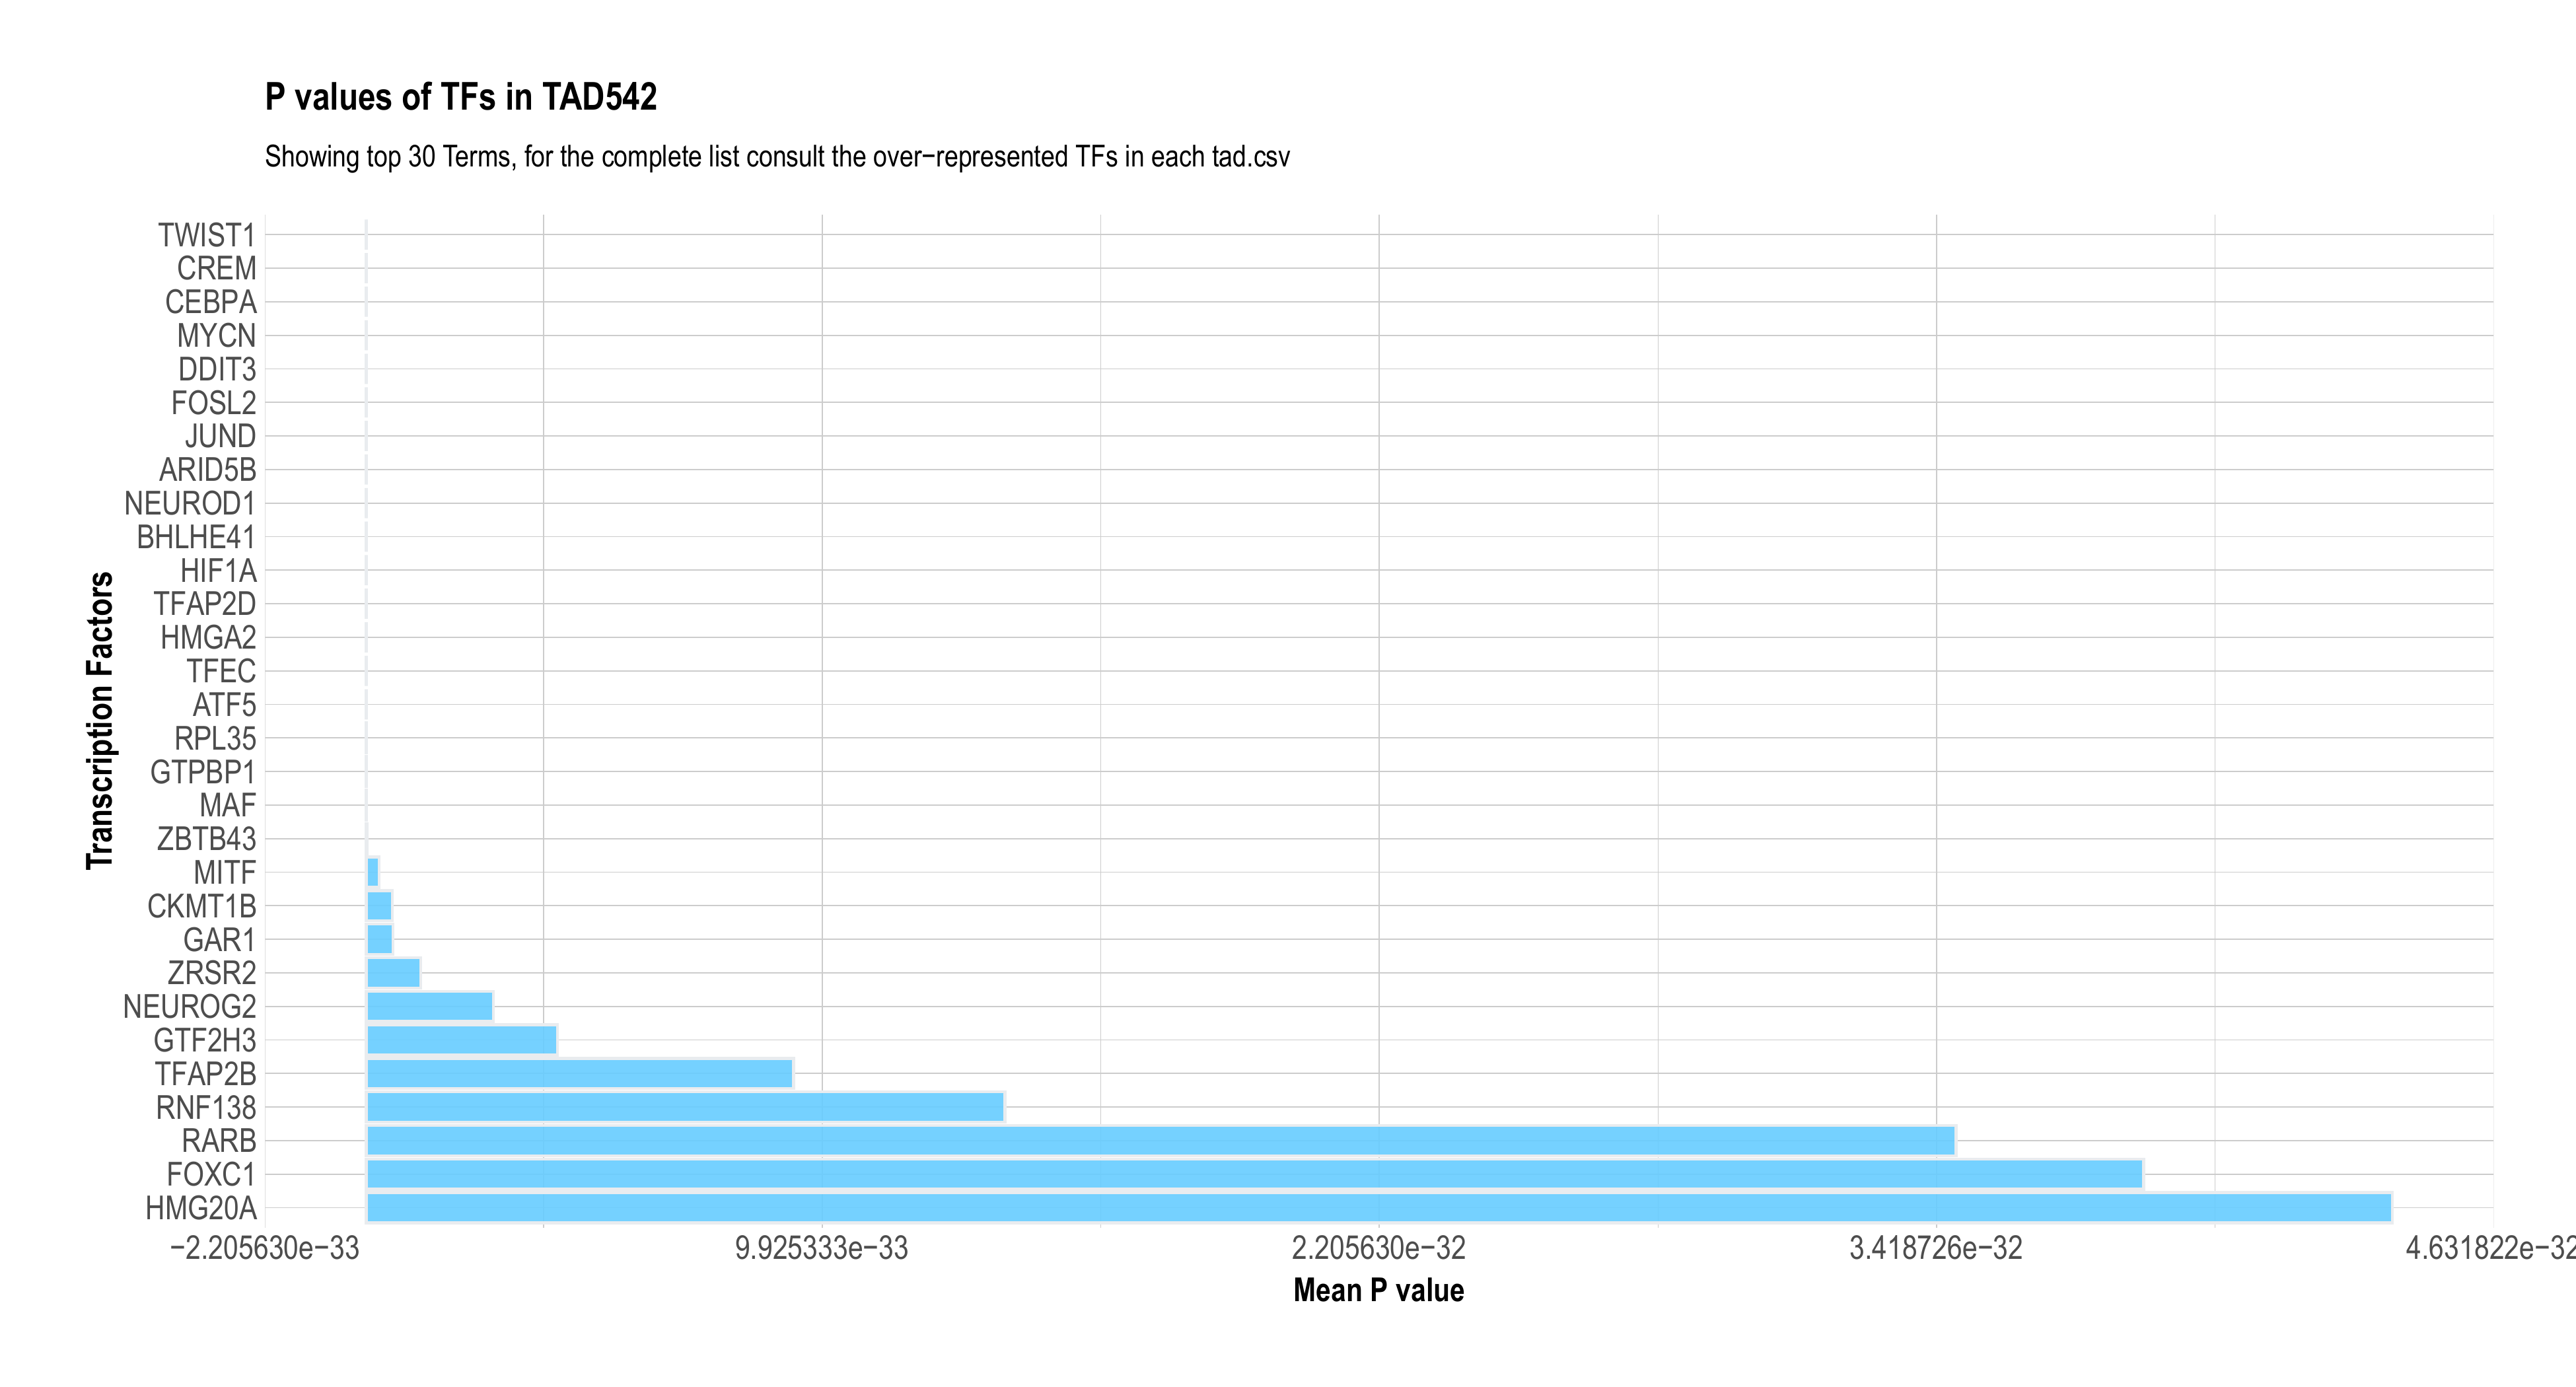 P values of TFs in TAD542
Showing top 30 Terms, for the complete list consult the over−represented TFs in each tad.csv
Transcription Factors
TWIST1
CREM
CEBPA
MYCN
DDIT3
FOSL2
JUND
ARID5B
NEUROD1
BHLHE41
HIF1A
TFAP2D
HMGA2
TFEC
ATF5
RPL35
GTPBP1
MAF
ZBTB43
MITF
CKMT1B
GAR1
ZRSR2
NEUROG2
GTF2H3
TFAP2B
RNF138
RARB
FOXC1
HMG20A
−2.205630e−33 9.925333e−33 2.205630e−32 3.418726e−32 4.631822e−32
Mean P value